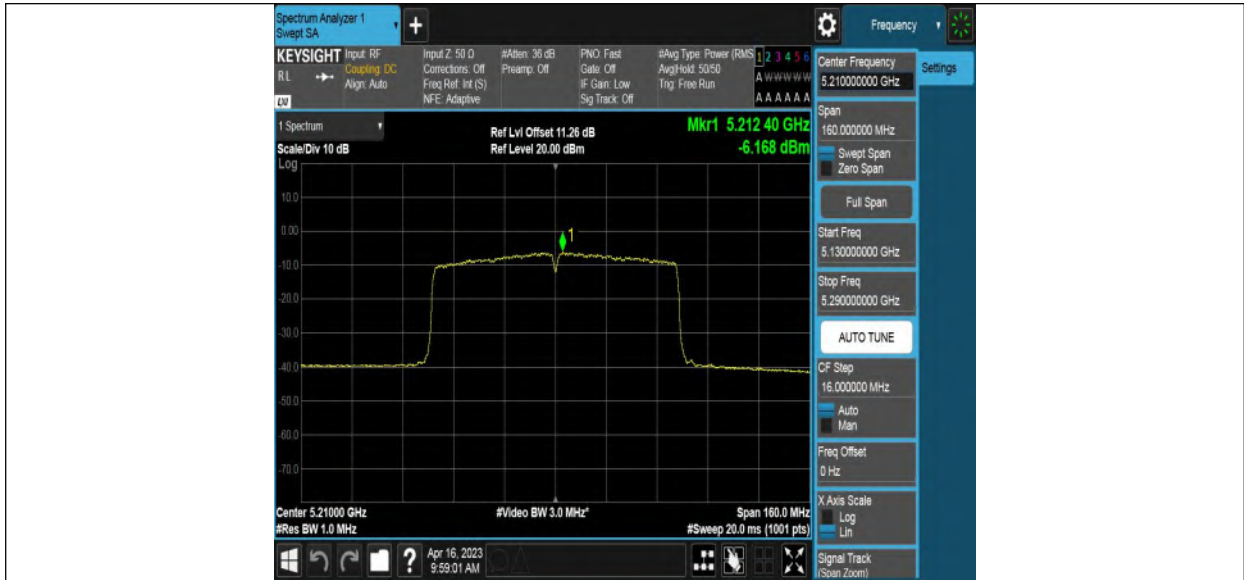 Spectrum Analyzer 1
Swept SA
+
Frequency
KEYSIGHT
R L
LXI
Input: RF
Coupling: DC
Align: Auto
Input Z: 50 Ω
Corrections: Off
Freq Ref: Int (S)
NFE: Adaptive
#Atten: 36 dB
Preamp: Off
PNO: Fast
Gate: Off
IF Gain: Low
Sig Track: Off
#Avg Type: Power (RMS
Avg|Hold: 50/50
Trig: Free Run
1 2 3 4 5 6
A W W W W W
A A A A A A
1 Spectrum
Scale/Div 10 dB
Log
Ref Lvl Offset 11.26 dB
Ref Level 20.00 dBm
Mkr1 5.212 40 GHz
-6.168 dBm
10.0
0.00
-10.0
-20.0
-30.0
-40.0
-50.0
-60.0
-70.0
1
Center 5.21000 GHz
#Res BW 1.0 MHz
#Video BW 3.0 MHz*
Span 160.0 MHz
#Sweep 20.0 ms (1001 pts)
?
Apr 16, 2023
9:59:01 AM
Center Frequency
5.210000000 GHz
Settings
Span
160.000000 MHz
Swept Span
Zero Span
Full Span
Start Freq
5.130000000 GHz
Stop Freq
5.290000000 GHz
AUTO TUNE
CF Step
16.000000 MHz
Auto
Man
Freq Offset
0 Hz
X Axis Scale
Log
Lin
Signal Track
(Span Zoom)